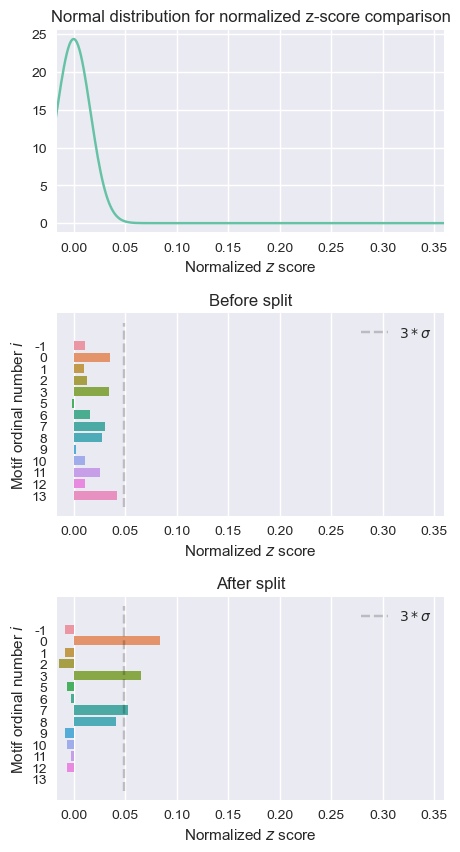 Normal distribution for normalized z-score comparison
25
20
15
10
5
0
0.00 0.05 0.10 0.15 0.20 0.25 0.30 0.35
Normalized z score
Before split
Motif ordinal number i
-1
0
1
2
3
5
6
7
8
9
10
11
12
13
3 * σ
0.00 0.05 0.10 0.15 0.20 0.25 0.30 0.35
Normalized z score
After split
Motif ordinal number i
-1
0
1
2
3
5
6
7
8
9
10
11
12
13
3 * σ
0.00 0.05 0.10 0.15 0.20 0.25 0.30 0.35
Normalized z score